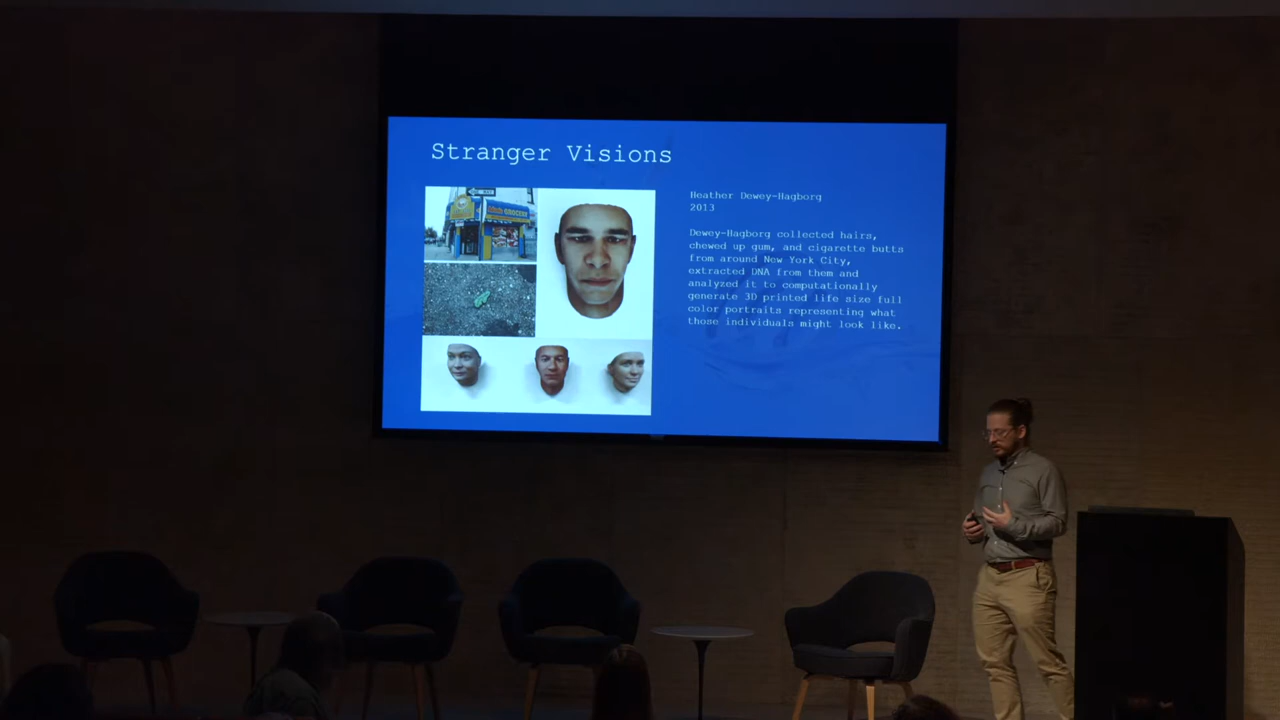 Stranger Visions
Heather Dewey-Hagborg
2013
Dewey-Hagborg collected hairs,
chewed up gum, and cigarette butts
from around New York City,
extracted DNA from them and
analyzed it to computationally
generate 3D printed life size full
color portraits representing what
those individuals might look like.
GROCERY